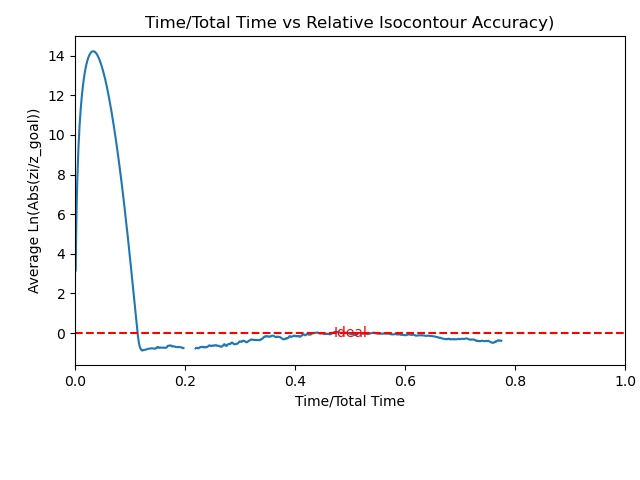 Time/Total Time vs Relative Isocontour Accuracy)
14
12
10
8
6
4
2
0
Average Ln(Abs(zi/z_goal))
Ideal
0.0 0.2 0.4 0.6 0.8 1.0
Time/Total Time